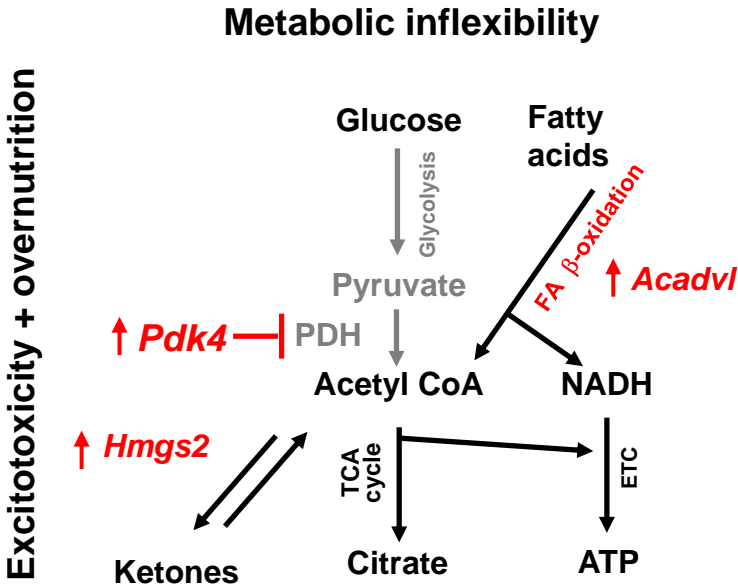 Metabolic inflexibility
Excitotoxicity + overnutrition
Glucose
Fatty
acids
Glycolysis
FA β-oxidation
↑ Acadvl
Pyruvate
↑ Pdk4
PDH
Acetyl CoA
NADH
↑ Hmgs2
TCA
cycle
ETC
Ketones
Citrate
ATP